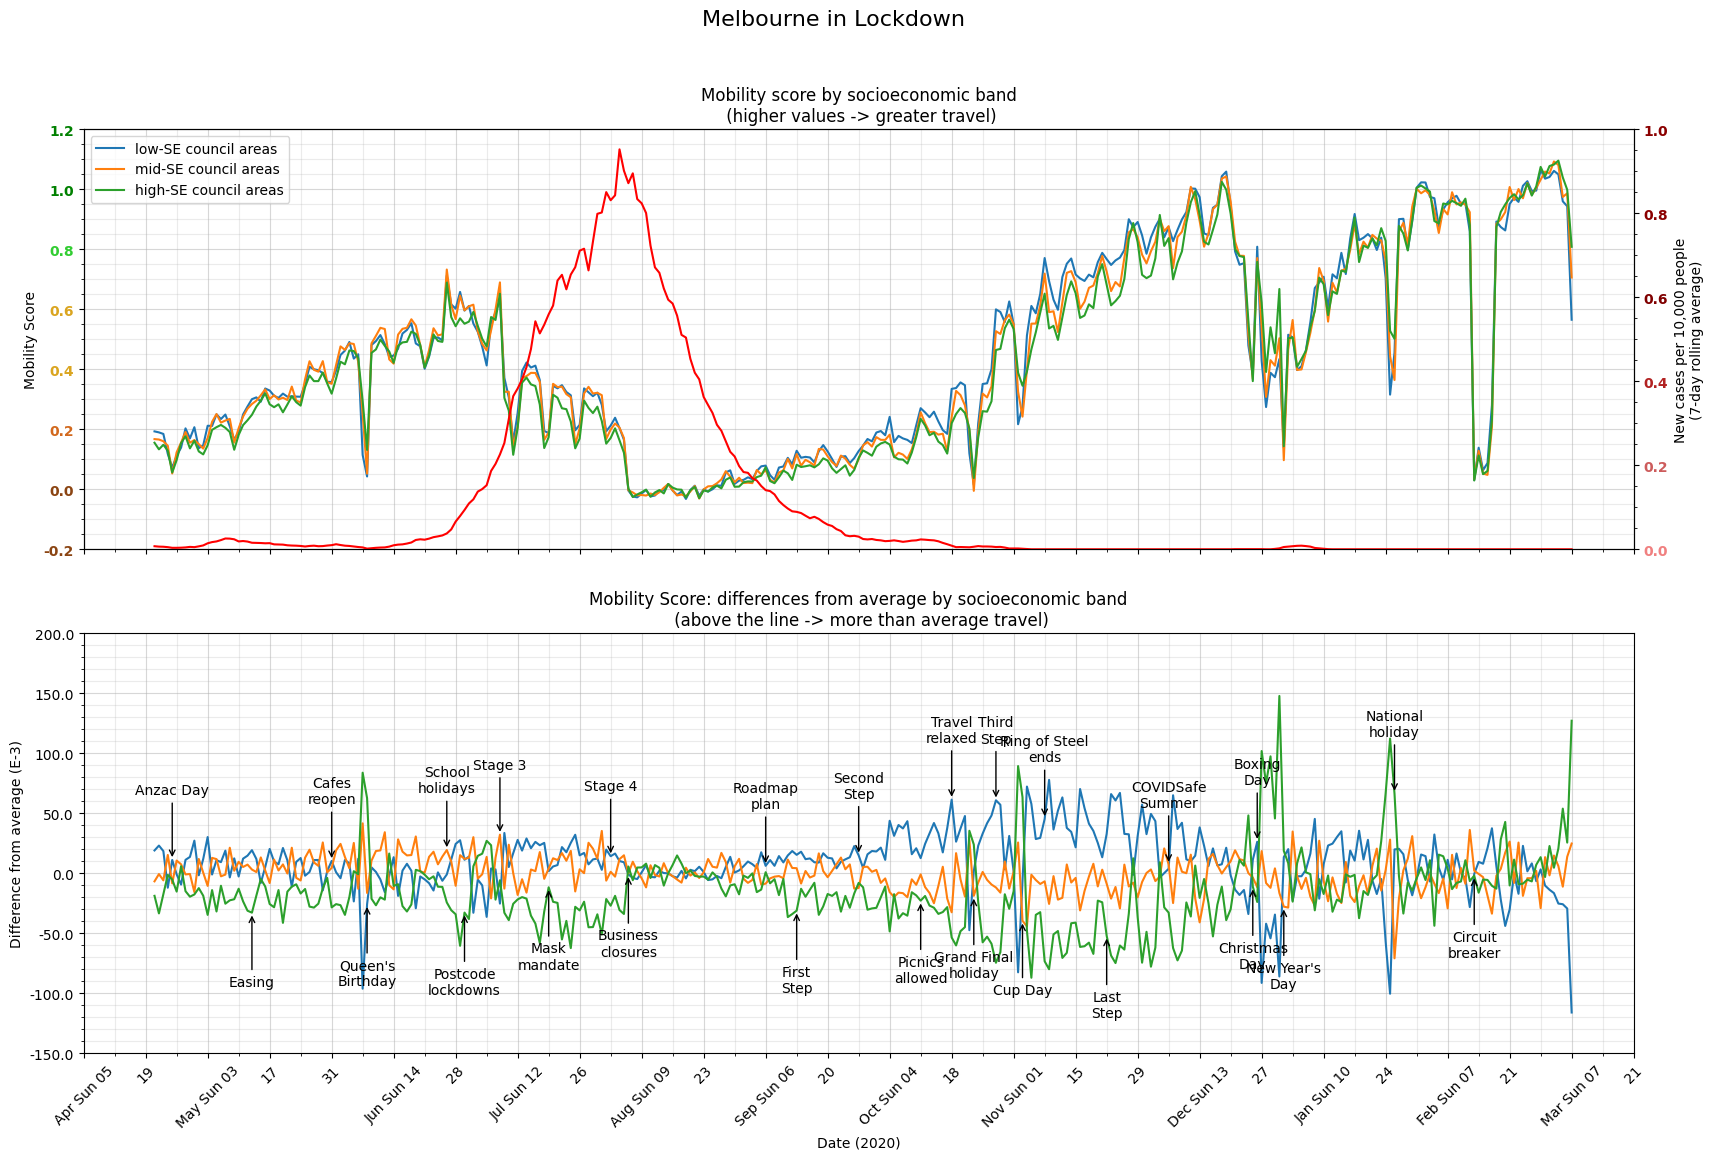 Melbourne in Lockdown
Mobility score by socioeconomic band
(higher values -> greater travel)
low-SE council areas
mid-SE council areas
high-SE council areas
1.2
1.0
0.8
0.6
0.4
0.2
0.0
-0.2
Mobility Score
1.0
0.8
0.6
0.4
0.2
0.0
New cases per 10,000 people
(7-day rolling average)
Mobility Score: differences from average by socioeconomic band
(above the line -> more than average travel)
200.0
150.0
100.0
50.0
0.0
-50.0
-100.0
-150.0
Difference from average (E-3)
Anzac Day
Easing
Cafes
reopen
Queen's
Birthday
School
holidays
Postcode
lockdowns
Stage 3
Mask
mandate
Stage 4
Business
closures
Roadmap
plan
First
Step
Second
Step
Picnics
allowed
Travel
relaxed
Grand Final
holiday
Third
Step
Cup Day
Ring of Steel
ends
Last
Step
COVIDSafe
Summer
Christmas
Day
Boxing
Day
New Year's
Day
National
holiday
Circuit
breaker
Apr Sun 05
19
May Sun 03
17
31
Jun Sun 14
28
Jul Sun 12
26
Aug Sun 09
23
Sep Sun 06
20
Oct Sun 04
18
Nov Sun 01
15
29
Dec Sun 13
27
Jan Sun 10
24
Feb Sun 07
21
Mar Sun 07
21
Date (2020)